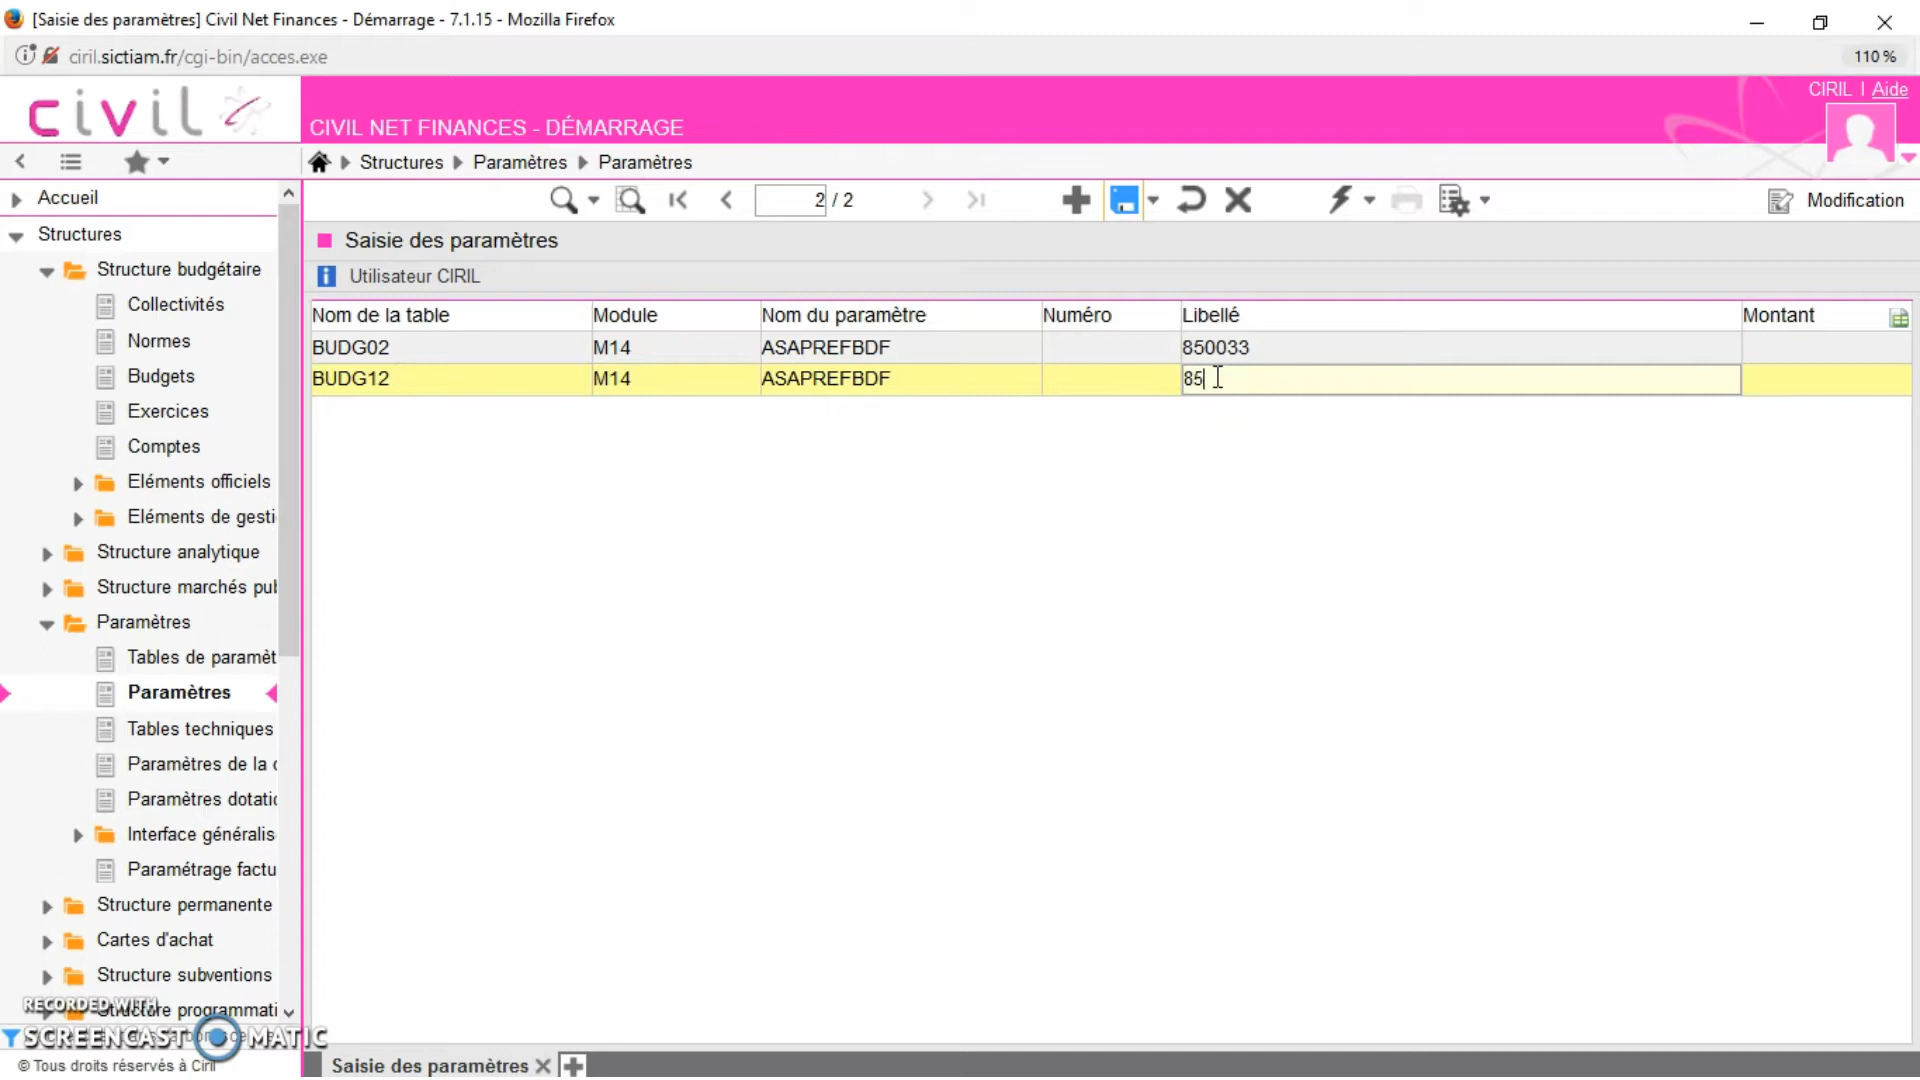 [Saisie des paramètres] Civil Net Finances - Démarrage - 7.1.15 - Mozilla Firefox
ciril.sictiam.fr/cgi-bin/acces.exe
110 %
civil
CIRIL | Aide
CIVIL NET FINANCES - DÉMARRAGE
Structures Paramètres Paramètres
2 / 2
Modification
Accueil
Structures
Structure budgétaire
Collectivités
Normes
Budgets
Exercices
Comptes
Eléments officiels
Eléments de gesti
Structure analytique
Structure marchés pub
Paramètres
Tables de paramèt
Paramètres
Tables techniques
Paramètres de la c
Paramètres dotatio
Interface généralis
Paramétrage factu
Structure permanente
Cartes d'achat
Structure subventions
Structure programmati
RECORDED WITH
SCREENCAST MATIC
© Tous droits réservés à Ciril
Saisie des paramètres
Utilisateur CIRIL
Nom de la table Module Nom du paramètre Numéro Libellé Montant
BUDG02 M14 ASAPREFBDF 850033
BUDG12 M14 ASAPREFBDF 85
Saisie des paramètres